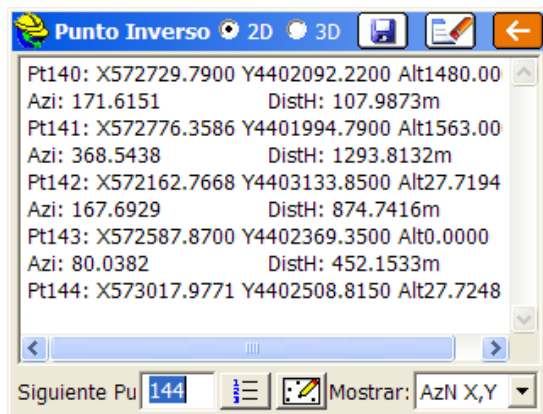 Punto Inverso 2D 3D
Pt140: X572729.7900 Y4402092.2200 Alt1480.00
Azi: 171.6151 DistH: 107.9873m
Pt141: X572776.3586 Y4401994.7900 Alt1563.00
Azi: 368.5438 DistH: 1293.8132m
Pt142: X572162.7668 Y4403133.8500 Alt27.7194
Azi: 167.6929 DistH: 874.7416m
Pt143: X572587.8700 Y4402369.3500 Alt0.0000
Azi: 80.0382 DistH: 452.1533m
Pt144: X573017.9771 Y4402508.8150 Alt27.7248
Siguiente Pu 144 Mostrar: AzN X,Y